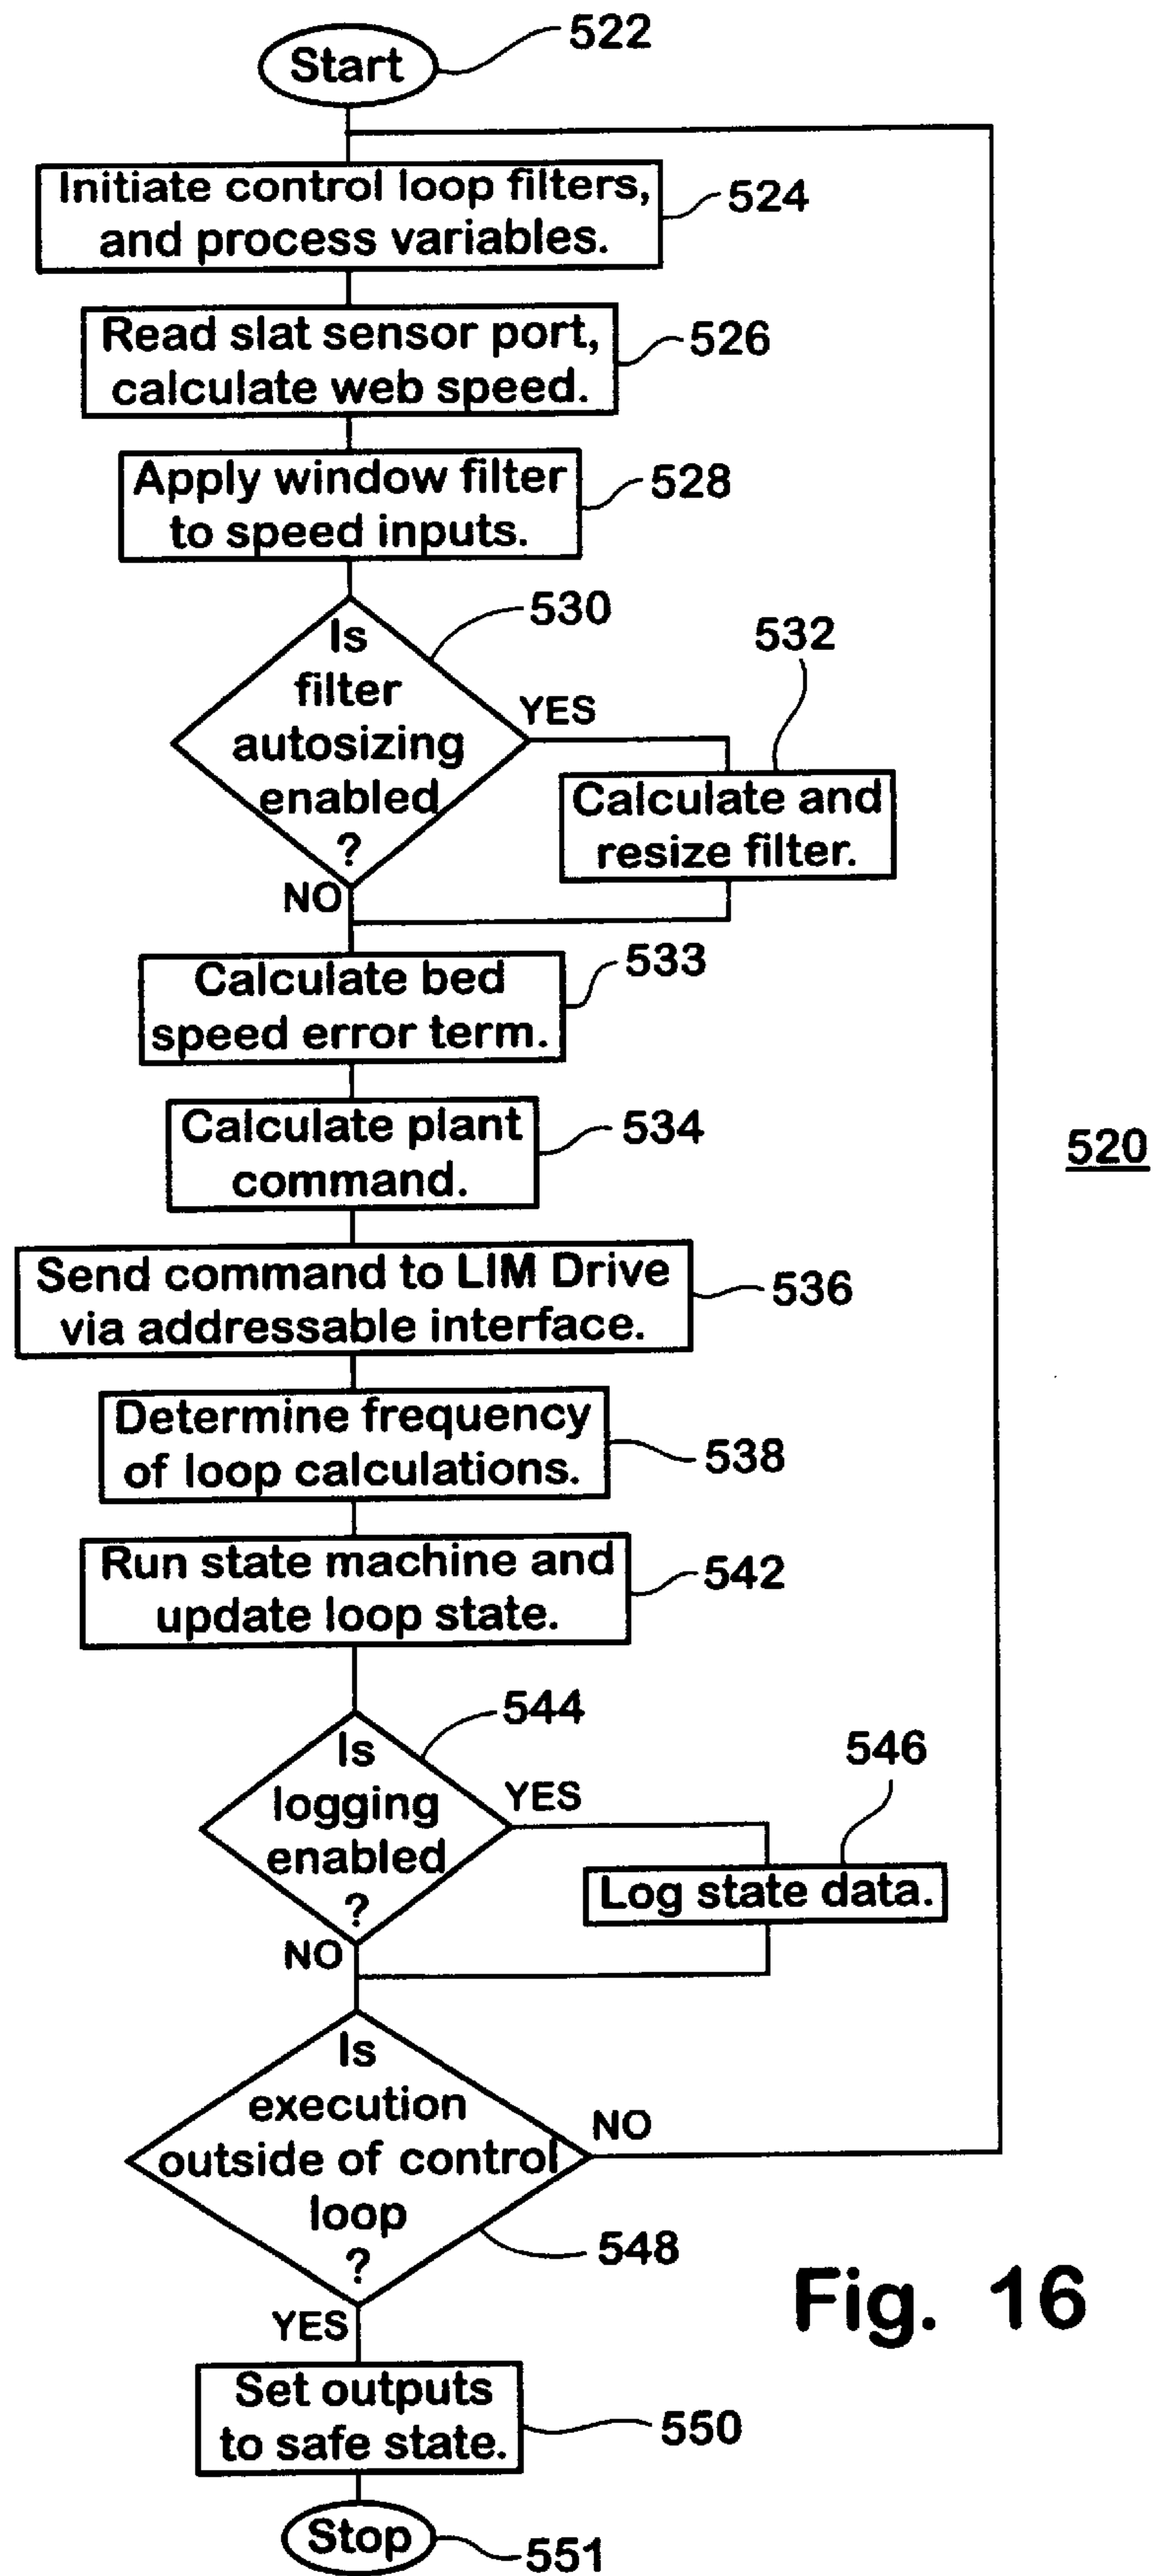 Start
522
Initiate control loop filters,
and process variables.
524
Read slat sensor port,
calculate web speed.
526
Apply window filter
to speed inputs.
528
Is
filter
autosizing
enabled
?
530
YES
532
Calculate and
resize filter.
NO
Calculate bed
speed error term.
533
Calculate plant
command.
534
520
Send command to LIM Drive
via addressable interface.
536
Determine frequency
of loop calculations.
538
Run state machine and
update loop state.
542
Is
logging
enabled
?
544
YES
546
Log state data.
NO
Is
execution
outside of control
loop
?
NO
548
YES
Fig. 16
Set outputs
to safe state.
550
Stop
551